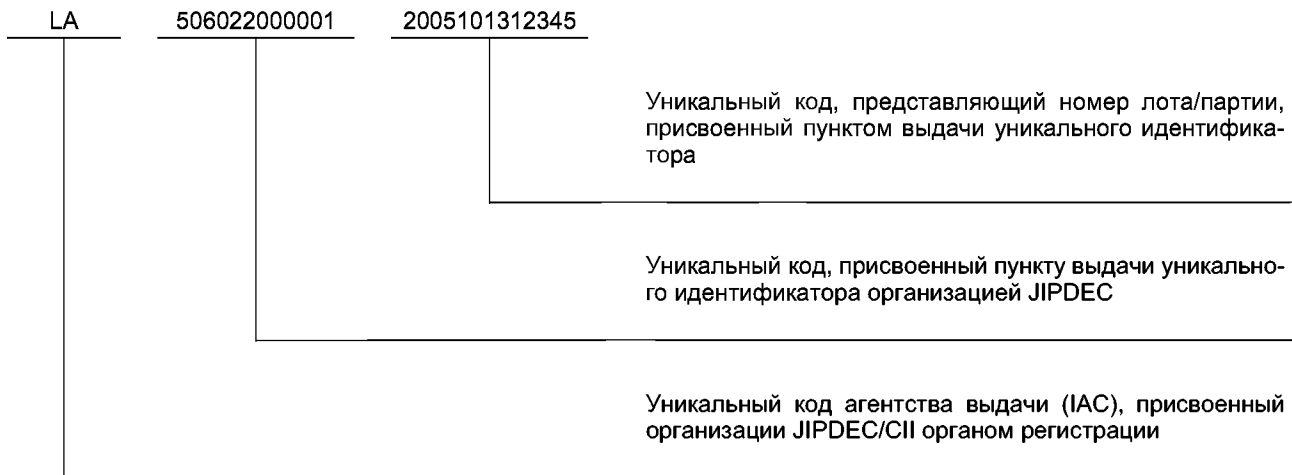 LA 506022000001 2005101312345
Уникальный код, представляющий номер лота/партии,
присвоенный пунктом выдачи уникального идентифика-
тора
Уникальный код, присвоенный пункту выдачи уникально-
го идентификатора организацией JIPDEC
Уникальный код агентства выдачи (IAC), присвоенный
организации JIPDEC/CII органом регистрации